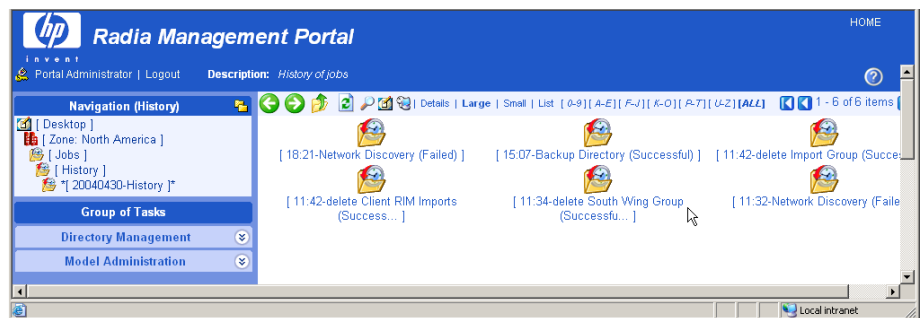 HOME
hp
Radia Management Portal
invent
Portal Administrator | Logout Description: History of jobs
?
Navigation (History)
Details | Large | Small | List [ 0-9 ][ A-E ][ F-J ][ K-O ][ P-T ][ U-Z ][ALL] 1 - 6 of 6 items
[ Desktop ]
[ Zone: North America ]
[ Jobs ]
[ History ]
*[ 20040430-History ]*
[ 18:21-Network Discovery (Failed) ] [ 15:07-Backup Directory (Successful) ] [ 11:42-delete Import Group (Succe
[ 11:42-delete Client RIM Imports
(Success... ]
[ 11:34-delete South Wing Group
(Successfu... ]
[ 11:32-Network Discovery (Faile
Group of Tasks
Directory Management
Model Administration
Local intranet